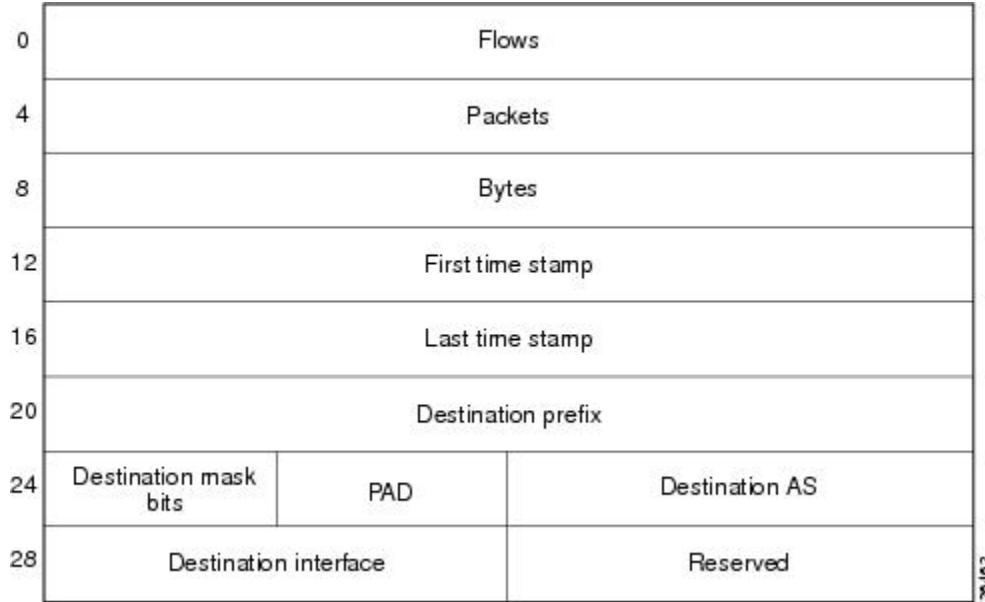 0 Flows
4 Packets
8 Bytes
12 First time stamp
16 Last time stamp
20 Destination prefix
24 Destination mask bits PAD Destination AS
28 Destination interface Reserved